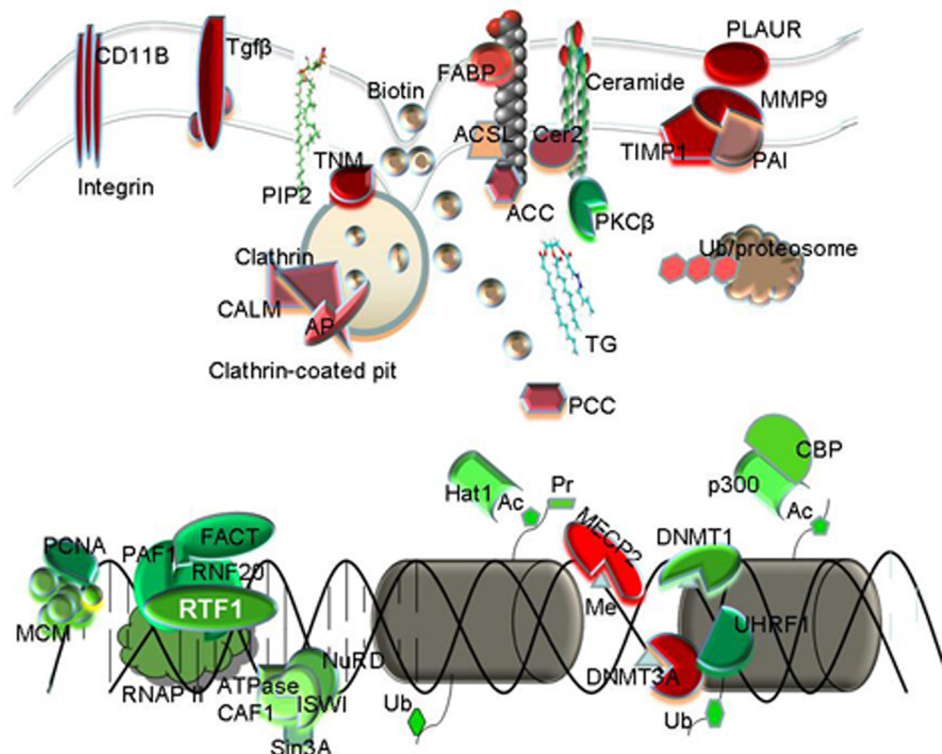 PLAUR
CD11B
Tgfβ
FABP
Ceramide
Biotin
MMP9
ACSL
Cer2
TIMP1
PAI
TNM
Integrin
PIP2
ACC
PKCβ
Ub/proteosome
Clathrin
CALM
AP
TG
Clathrin-coated pit
PCC
CBP
Hat1
Ac
Pr
p300
Ac
MECP2
PCNA
PAF1
FACT
DNMT1
RNF20
RTF1
Me
MCM
UHRF1
NuRD
RNAP II
ATPase
DNMT3A
CAF1
ISWI
Ub
Ub
Sin3A